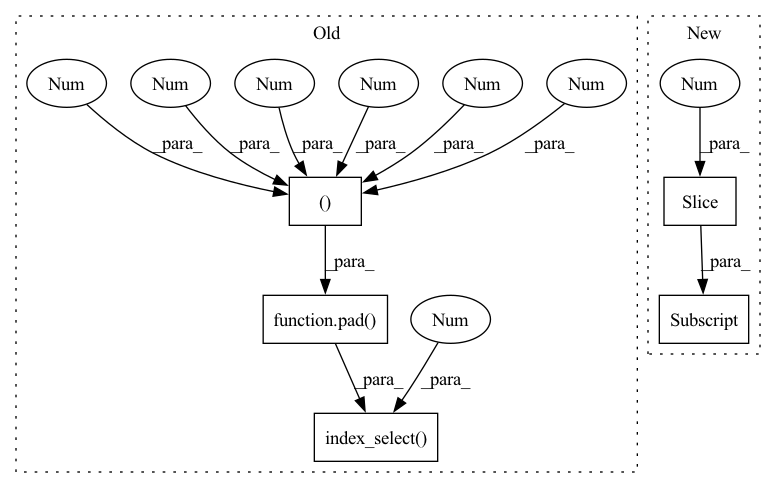 Old
New
Num Num Num Num Num Num Num
_para_ _para_ _para_ _para_ _para_ _para_ _para_
() Slice
_para_ _para_
function.pad() Num Subscript
_para_ _para_
index_select()